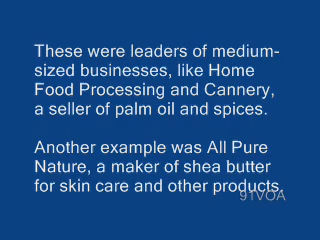 These were leaders of medium-
sized businesses, like Home
Food Processing and Cannery,
a seller of palm oil and spices.
Another example was All Pure
Nature, a maker of shea butter
for skin care and other products.
91VOA